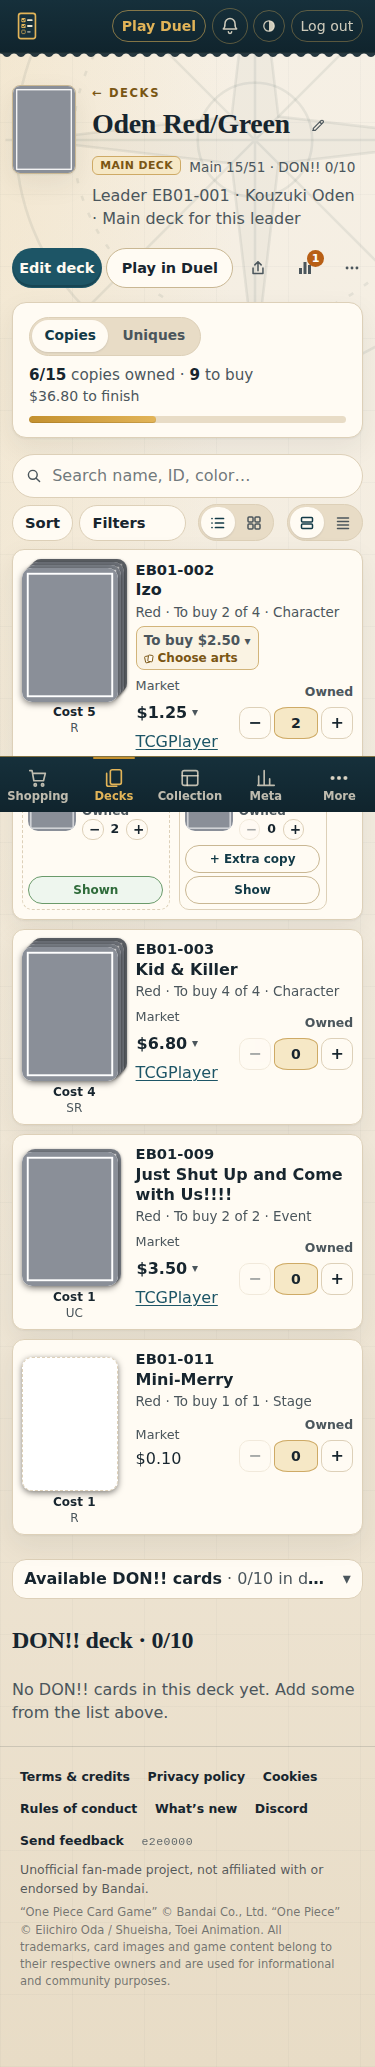 Play Duel
Log out
← DECKS
Oden Red/Green
MAIN DECK Main 15/51 · DON!! 0/10
Leader EB01-001 · Kouzuki Oden
· Main deck for this leader
Edit deck
Play in Duel
1
Copies
Uniques
6/15 copies owned · 9 to buy
$36.80 to finish
Search name, ID, color…
Sort
Filters
EB01-002
Izo
Red · To buy 2 of 4 · Character
To buy $2.50 ▾
Choose arts
Market
Owned
$1.25 ▾
− 2 +
TCGPlayer
Cost 5
R
Shopping
Decks
Collection
Meta
More
− 2 +
− 0 +
+ Extra copy
Shown
Show
EB01-003
Kid & Killer
Red · To buy 4 of 4 · Character
Market
Owned
$6.80 ▾
− 0 +
TCGPlayer
Cost 4
SR
EB01-009
Just Shut Up and Come
with Us!!!!
Red · To buy 2 of 2 · Event
Market
Owned
$3.50 ▾
− 0 +
TCGPlayer
Cost 1
UC
EB01-011
Mini-Merry
Red · To buy 1 of 1 · Stage
Owned
Market
$0.10
− 0 +
Cost 1
R
Available DON!! cards · 0/10 in d… ▾
DON!! deck · 0/10
No DON!! cards in this deck yet. Add some
from the list above.
Terms & credits Privacy policy Cookies
Rules of conduct What’s new Discord
Send feedback e2e0000
Unofficial fan-made project, not affiliated with or
endorsed by Bandai.
“One Piece Card Game” © Bandai Co., Ltd. “One Piece”
© Eiichiro Oda / Shueisha, Toei Animation. All
trademarks, card images and game content belong to
their respective owners and are used for informational
and community purposes.